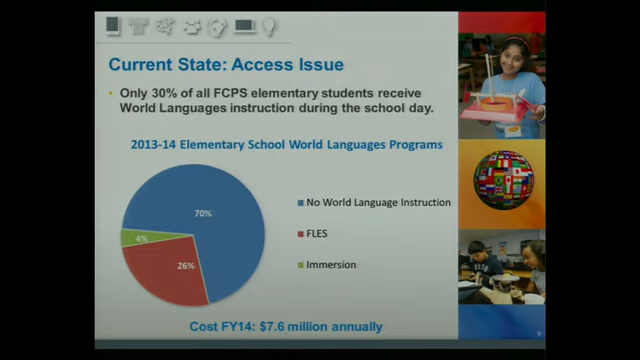 Current State: Access Issue
• Only 30% of all FCPS elementary students receive
World Languages instruction during the school day.
2013-14 Elementary School World Languages Programs
70%
4%
26%
No World Language Instruction
FLES
Immersion
Cost FY14: $7.6 million annually
9